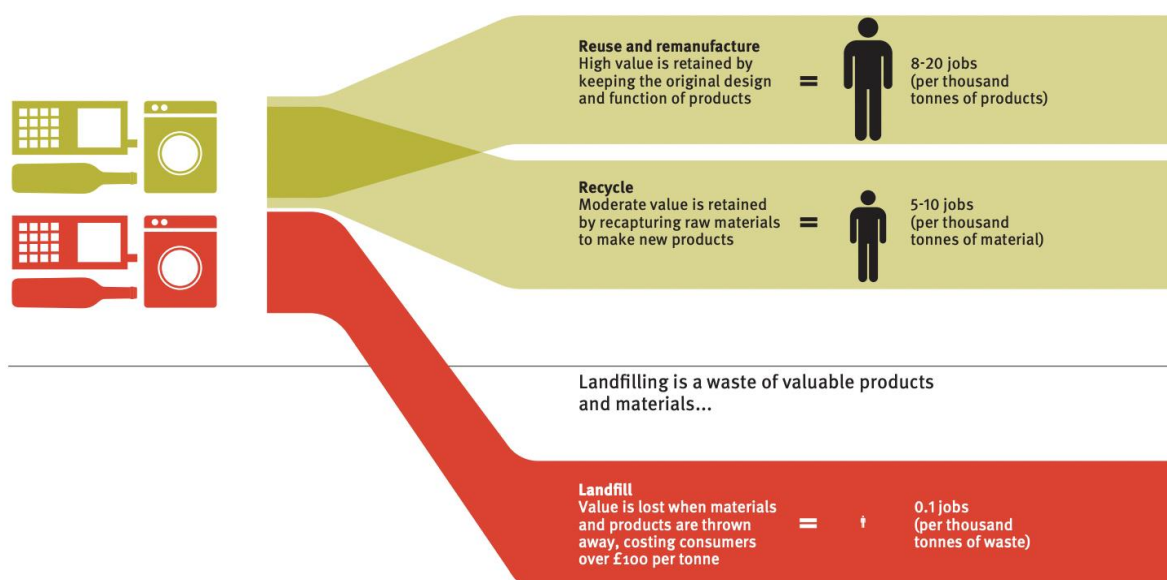 Reuse and remanufacture
High value is retained by
keeping the original design
and function of products
=
8-20 jobs
(per thousand
tonnes of products)
Recycle
Moderate value is retained
by recapturing raw materials
to make new products
=
5-10 jobs
(per thousand
tonnes of material)
Landfilling is a waste of valuable products
and materials...
Landfill
Value is lost when materials
and products are thrown
away, costing consumers
over £100 per tonne
=
0.1 jobs
(per thousand
tonnes of waste)